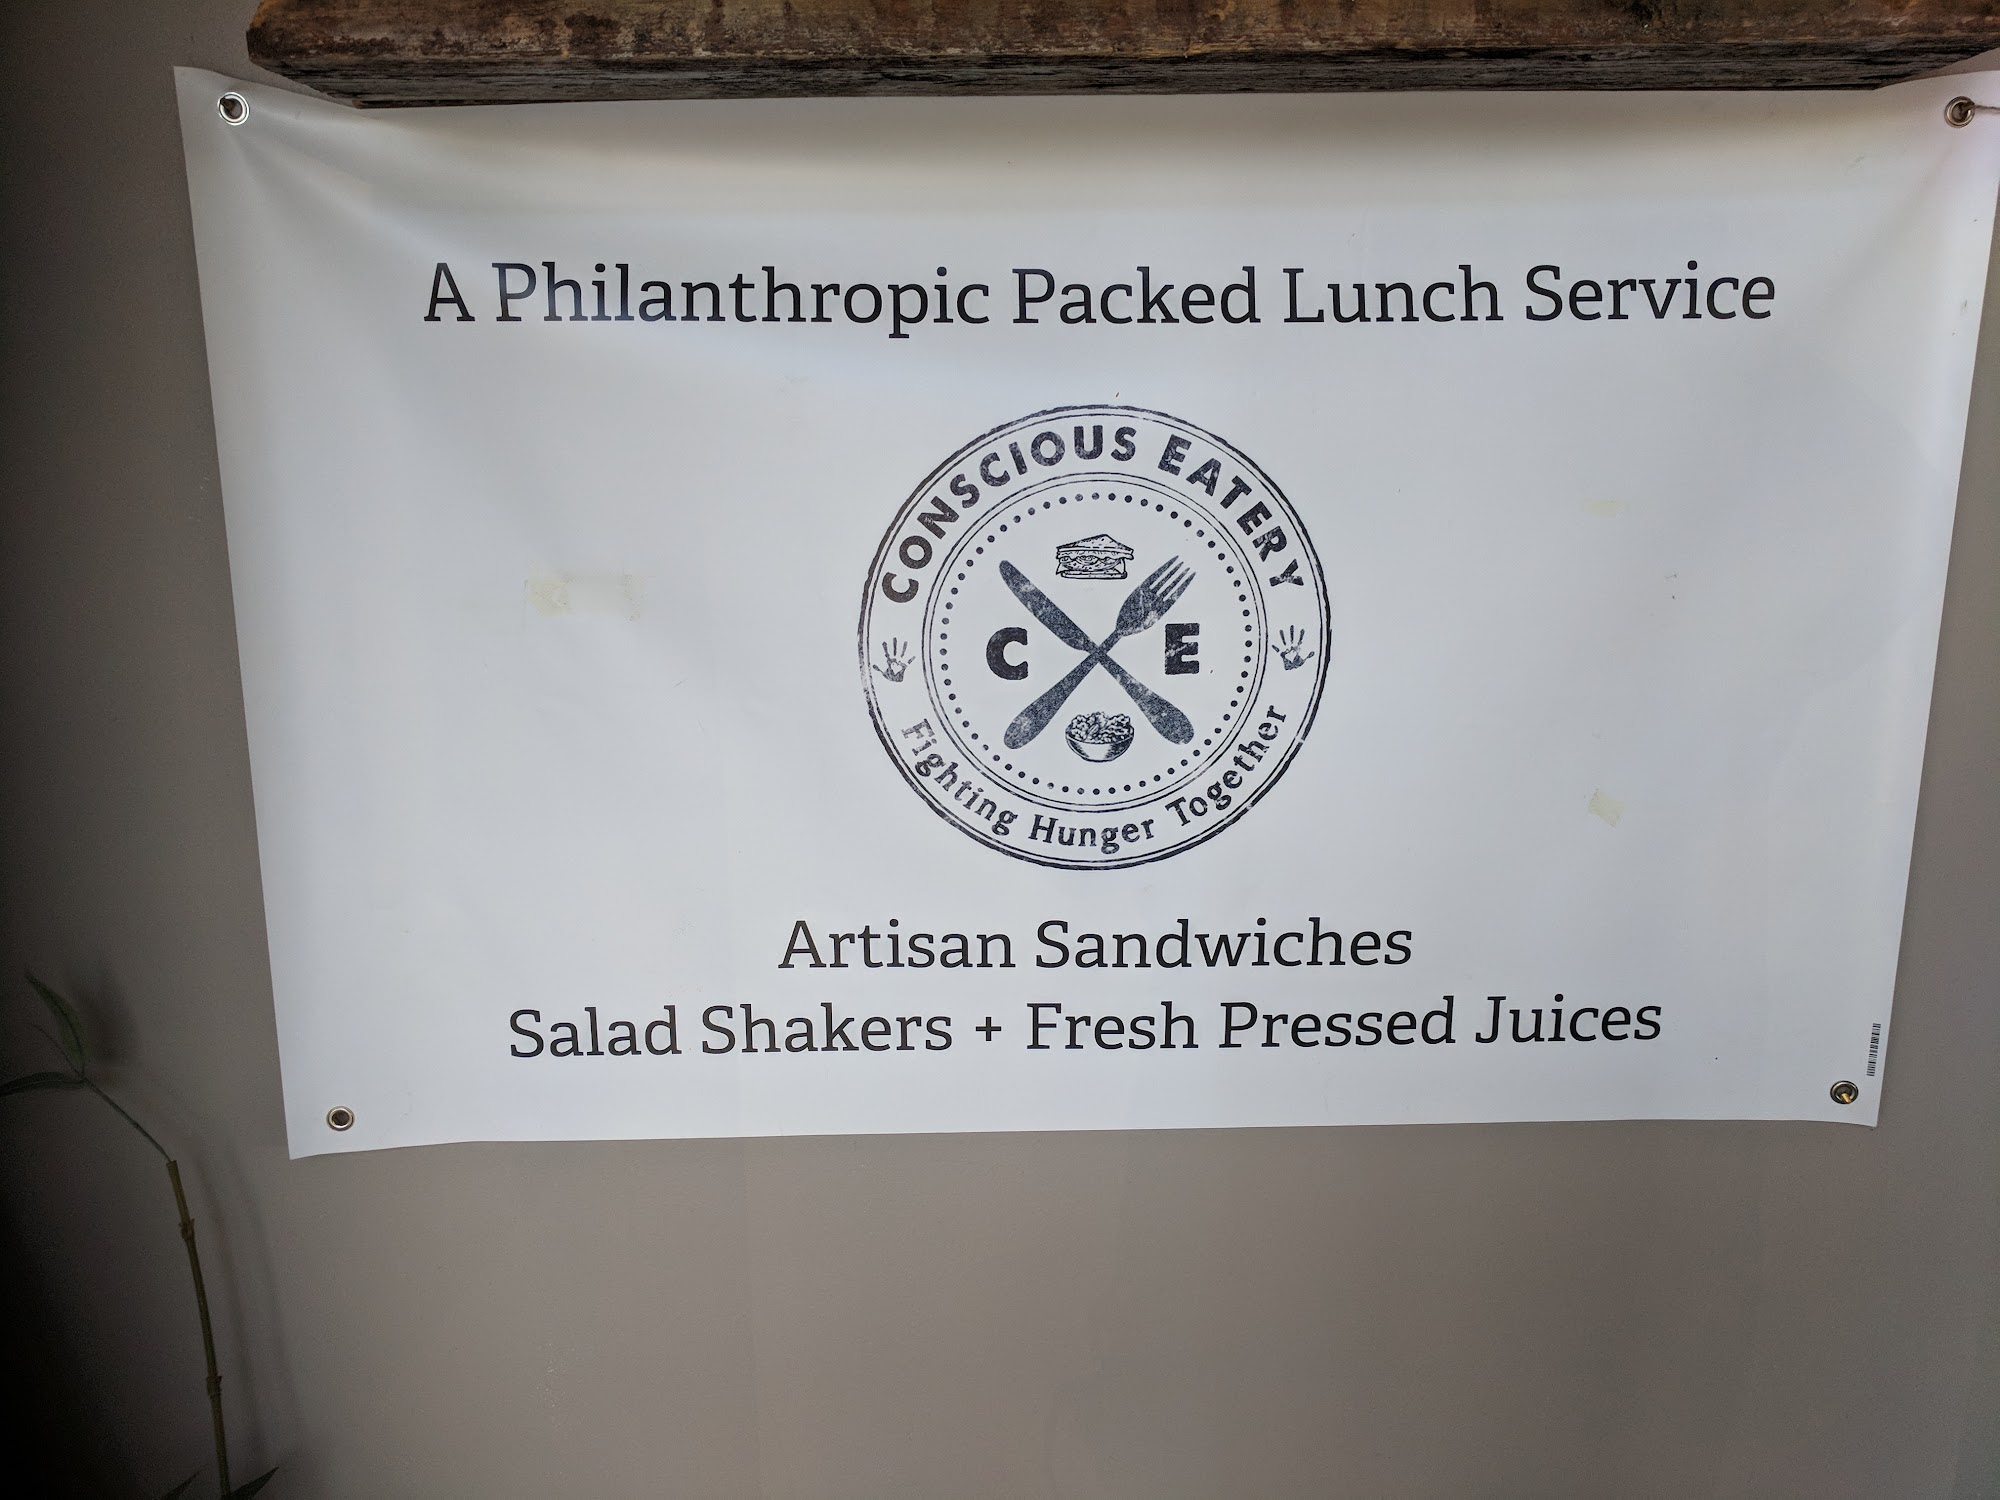 A Philanthropic Packed Lunch Service
CONSCIOUS EATERY
C E
Fighting Hunger Together
Artisan Sandwiches
Salad Shakers + Fresh Pressed Juices